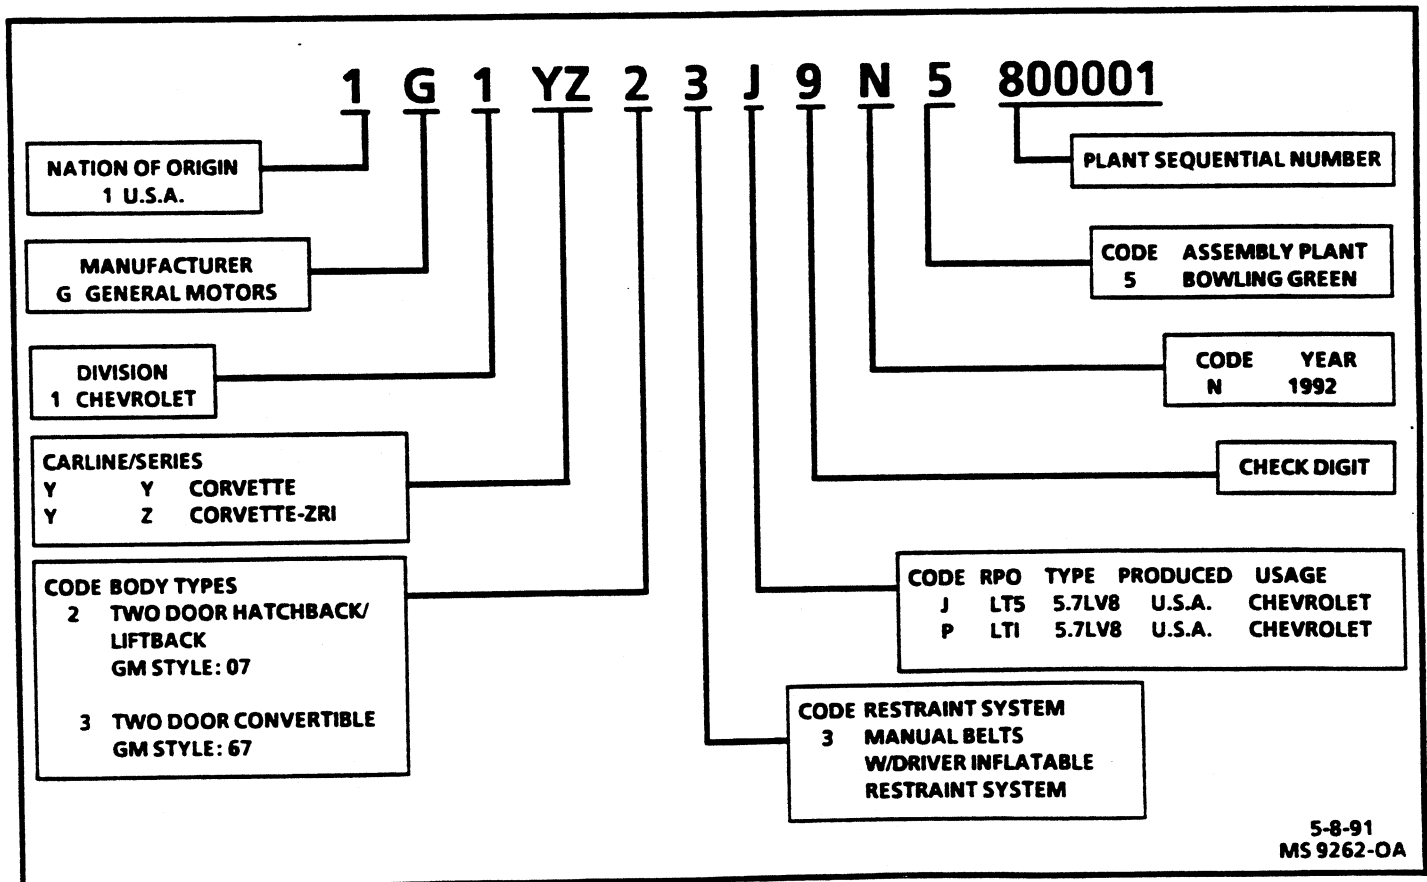 1 G 1 YZ 2 3 J 9 N 5 800001
NATION OF ORIGIN
1 U.S.A.
MANUFACTURER
G GENERAL MOTORS
DIVISION
1 CHEVROLET
CARLINE/SERIES
Y Y CORVETTE
Y Z CORVETTE-ZRI
CODE BODY TYPES
2 TWO DOOR HATCHBACK/
LIFTBACK
GM STYLE: 07
3 TWO DOOR CONVERTIBLE
GM STYLE: 67
PLANT SEQUENTIAL NUMBER
CODE ASSEMBLY PLANT
5 BOWLING GREEN
CODE YEAR
N 1992
CHECK DIGIT
CODE RPO TYPE PRODUCED USAGE
J LT5 5.7LV8 U.S.A. CHEVROLET
P LTI 5.7LV8 U.S.A. CHEVROLET
CODE RESTRAINT SYSTEM
3 MANUAL BELTS
W/DRIVER INFLATABLE
RESTRAINT SYSTEM
5-8-91
MS 9262-OA